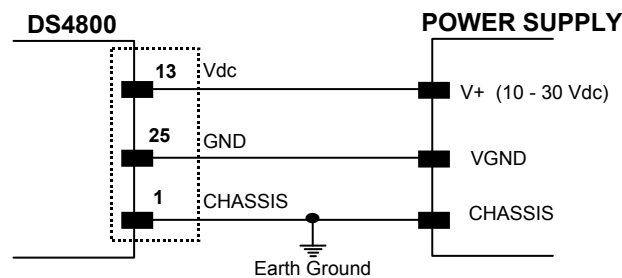 DS4800
POWER SUPPLY
13 Vdc
V+ (10 - 30 Vdc)
25 GND
VGND
1 CHASSIS
CHASSIS
Earth Ground